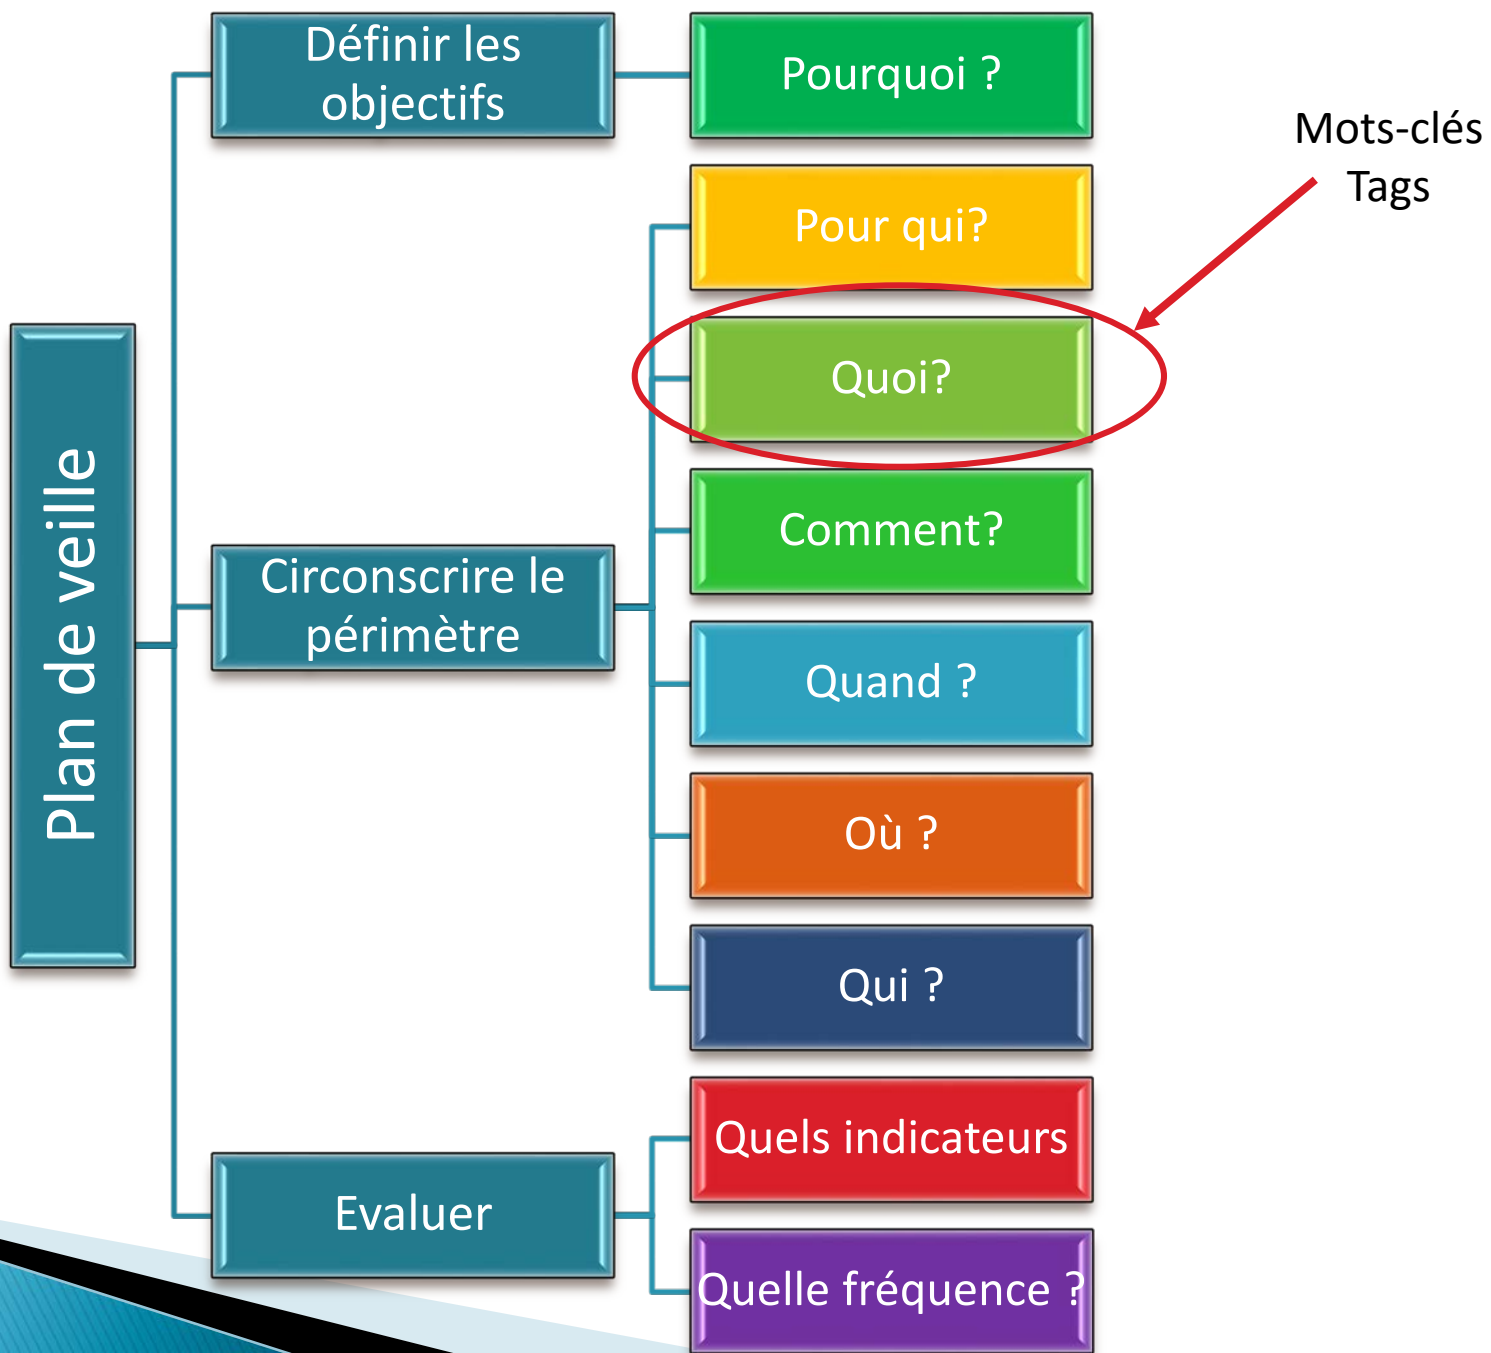 Plan de veille
Définir les
objectifs
Pourquoi ?
Circonscrire le
périmètre
Pour qui?
Quoi?
Comment?
Quand ?
Où ?
Qui ?
Evaluer
Quels indicateurs
Quelle fréquence ?
Mots-clés
Tags